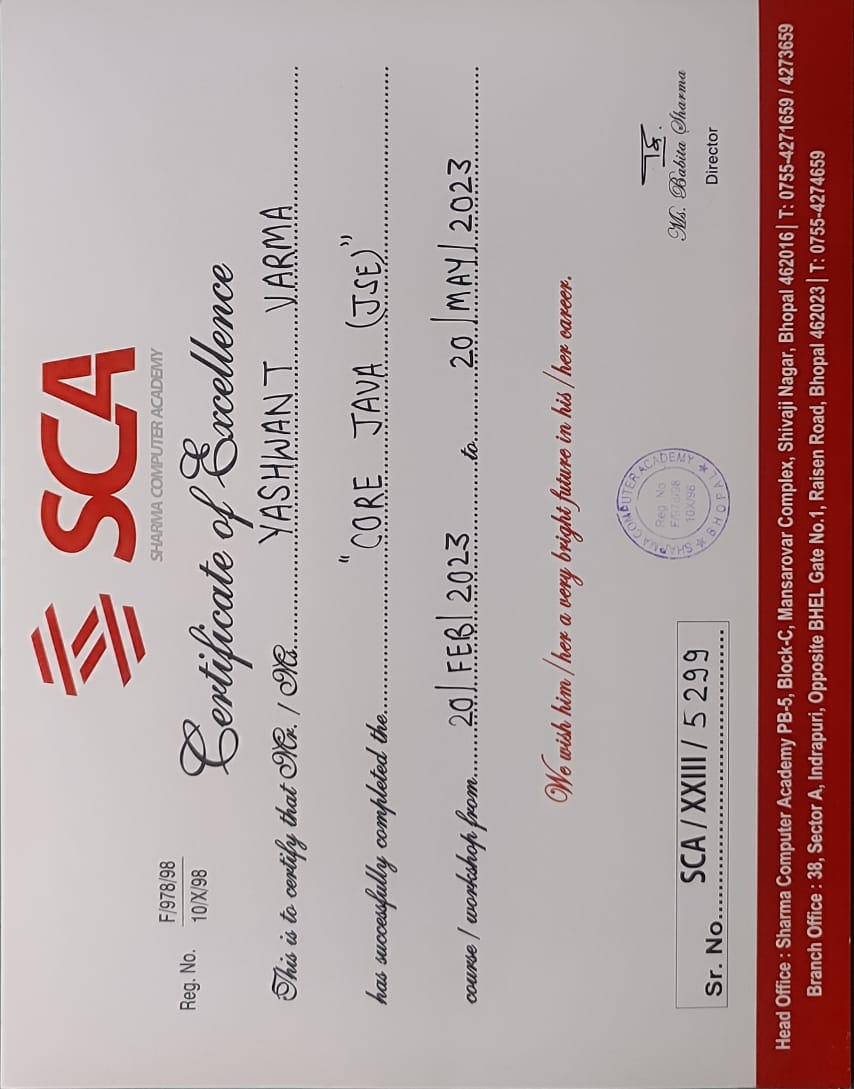 SCA
SHARMA COMPUTER ACADEMY
Reg. No. F/978/98
10/X/98
Certificate of Excellence
This is to certify that Mr. / Ms. YASHWANT VARMA
has successfully completed the "CORE JAVA (JSE)"
course / workshop from 20/FEB/2023 to 20/MAY/2023
We wish him / her a very bright future in his / her career.
SHARMA COMPUTER ACADEMY
Reg. No
F/978/98
10X/98
★ BHOPAL ★
Ms. Babita Sharma
Director
Sr. No. SCA / XXIII / 5299
Head Office : Sharma Computer Academy PB-5, Block-C, Mansarovar Complex, Shivaji Nagar, Bhopal 462016 | T: 0755-4271659 / 4273659
Branch Office : 38, Sector A, Indrapuri, Opposite BHEL Gate No.1, Raisen Road, Bhopal 462023 | T: 0755-4274659